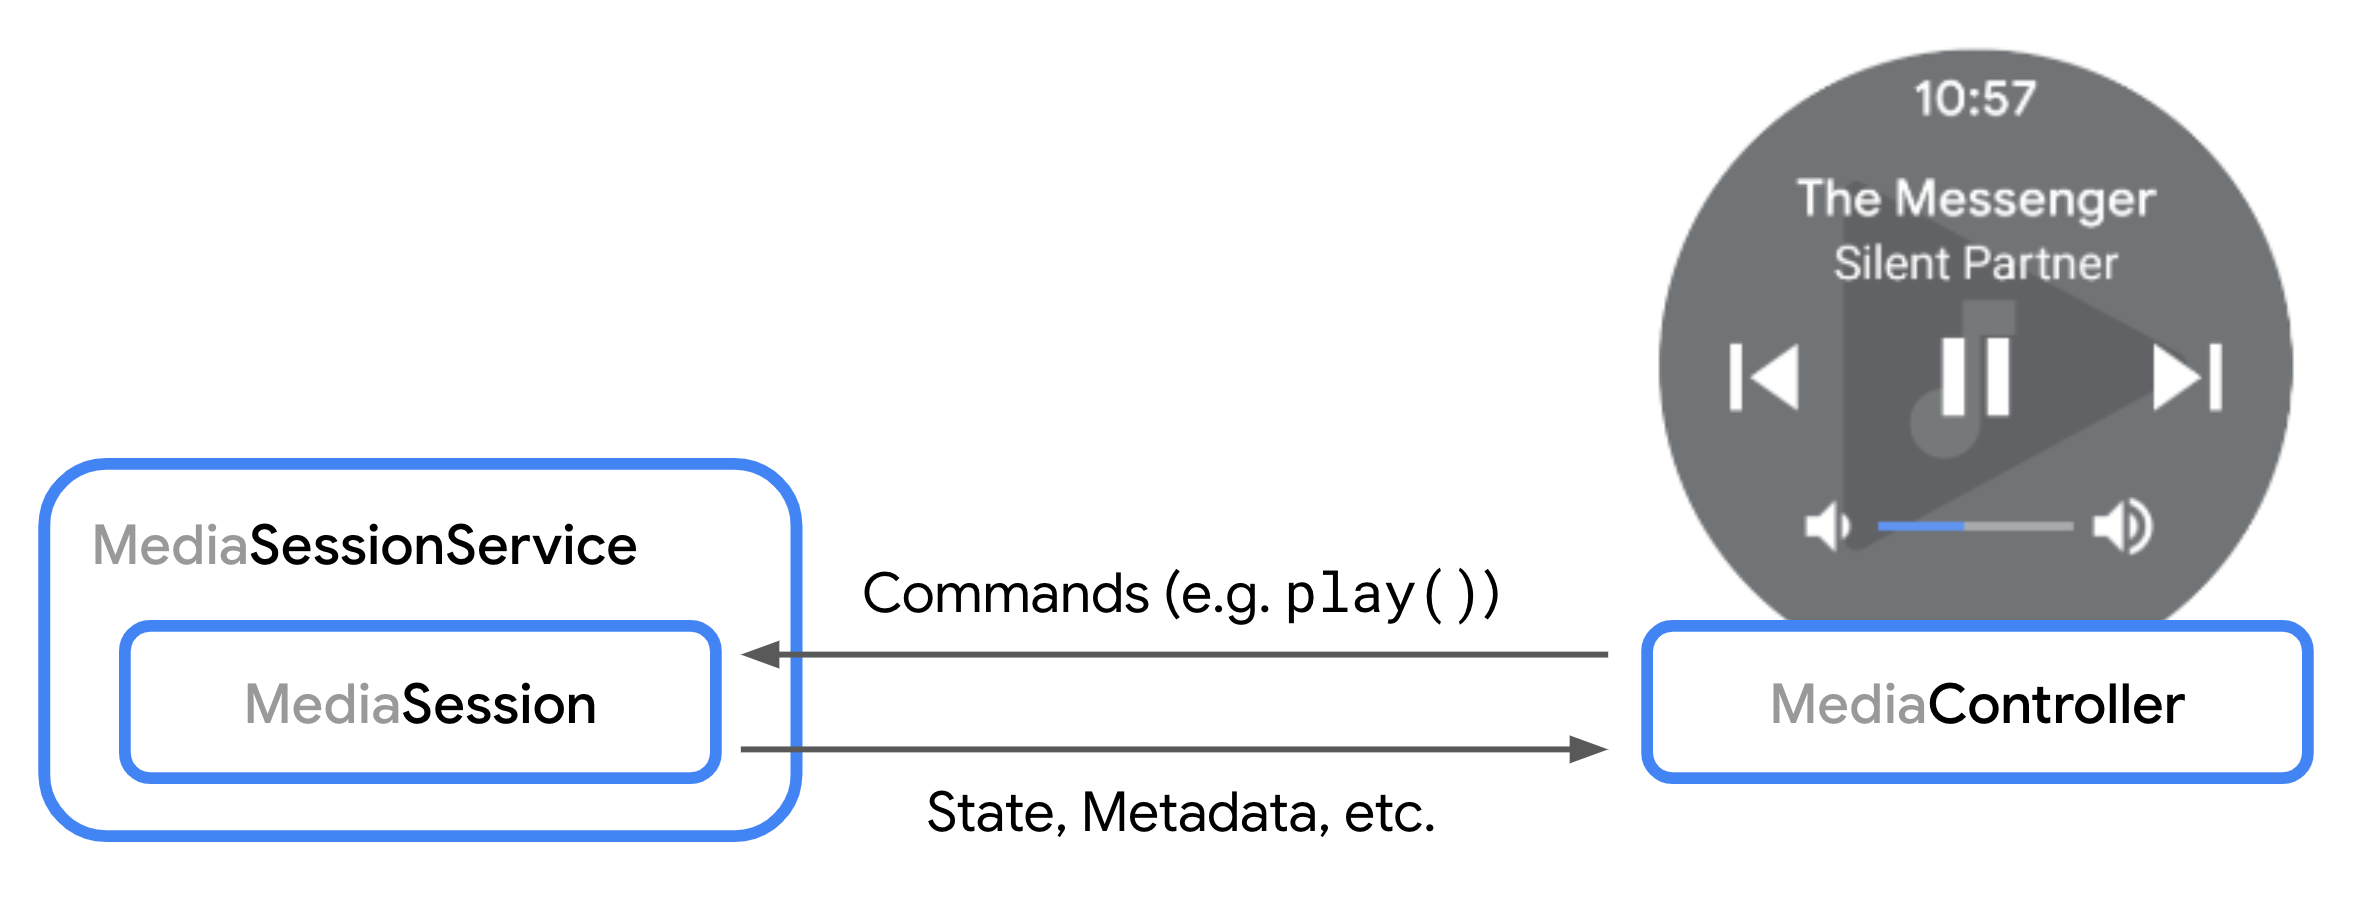 10:57
The Messenger
Silent Partner
MediaSessionService
MediaSession
Commands (e.g. play())
State, Metadata, etc.
MediaController